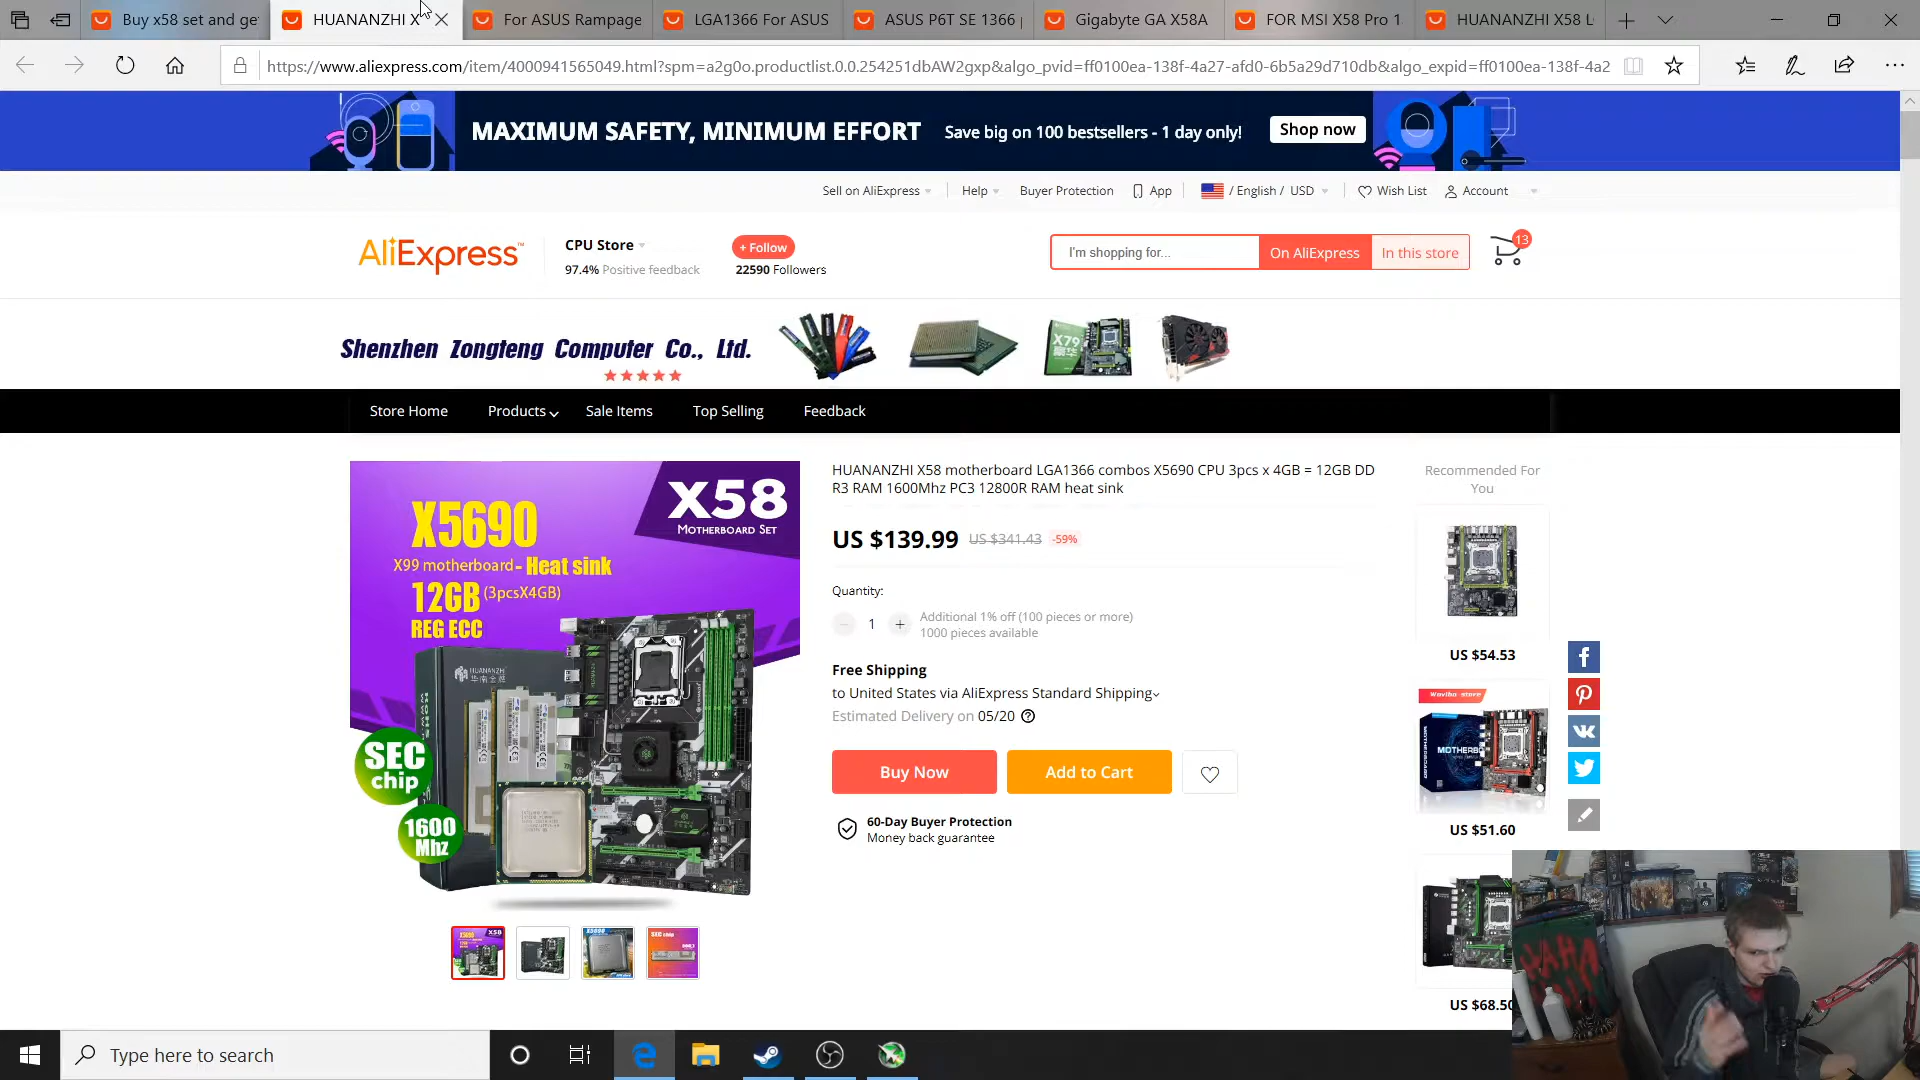 Buy x58 set and ge
HUANANZHI X
For ASUS Rampage
LGA1366 For ASUS
ASUS P6T SE 1366
Gigabyte GA X58A
FOR MSI X58 Pro 1
HUANANZHI X58 L
https://www.aliexpress.com/item/4000941565049.html?spm=a2g0o.productlist.0.0.254251dbAW2gxp&algo_pvid=ff0100ea-138f-4a27-afd0-6b5a29d710db&algo_expid=ff0100ea-138f-4a2
MAXIMUM SAFETY, MINIMUM EFFORT Save big on 100 bestsellers - 1 day only! Shop now
Sell on AliExpress Help Buyer Protection App / English / USD Wish List Account
AliExpress™
CPU Store
97.4% Positive feedback
+ Follow
22590 Followers
I'm shopping for... On AliExpress In this store
13
Shenzhen Zongteng Computer Co., Ltd.
X79
Store Home Products Sale Items Top Selling Feedback
X58
MOTHERBOARD SET
X5690
X99 motherboard- Heat sink
12GB (3pcsX4GB)
REG ECC
HUANANZHI
SEC
chip
1600
Mhz
HUANANZHI X58 motherboard LGA1366 combos X5690 CPU 3pcs x 4GB = 12GB DD
R3 RAM 1600Mhz PC3 12800R RAM heat sink
US $139.99 US $341.43 -59%
Quantity:
1
Additional 1% off (100 pieces or more)
1000 pieces available
Free Shipping
to United States via AliExpress Standard Shipping
Estimated Delivery on 05/20
Buy Now
Add to Cart
60-Day Buyer Protection
Money back guarantee
Recommended For
You
US $54.53
US $51.60
US $68.50
HAHA
Type here to search